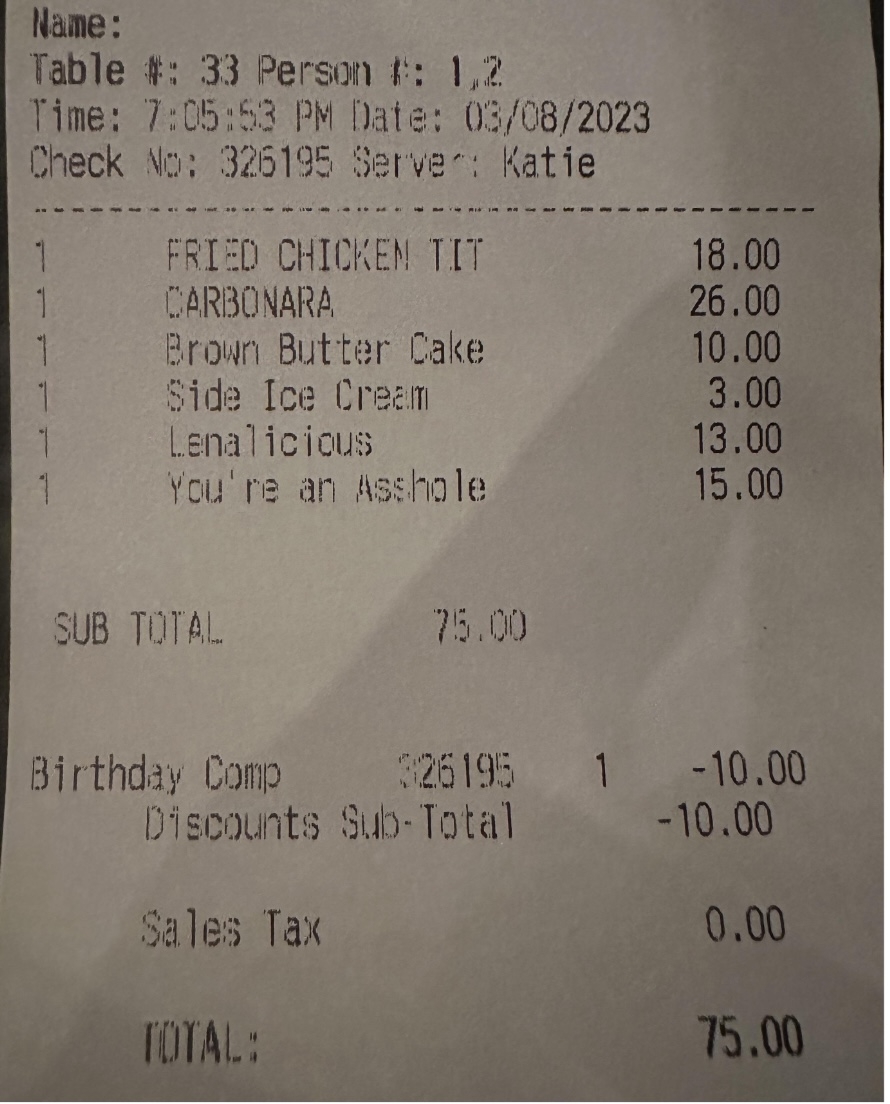 Name:
Table #: 33 Person #: 1,2
Time: 7:05:53 PM Date: 03/08/2023
Check No: 326195 Server: Katie
--------------------------------------------
1 FRIED CHICKEN TIT 18.00
1 CARBONARA 26.00
1 Brown Butter Cake 10.00
1 Side Ice Cream 3.00
1 Lenalicious 13.00
1 You're an Asshole 15.00
SUB TOTAL 75.00
Birthday Comp 326195 1 -10.00
Discounts Sub-Total -10.00
Sales Tax 0.00
TOTAL: 75.00